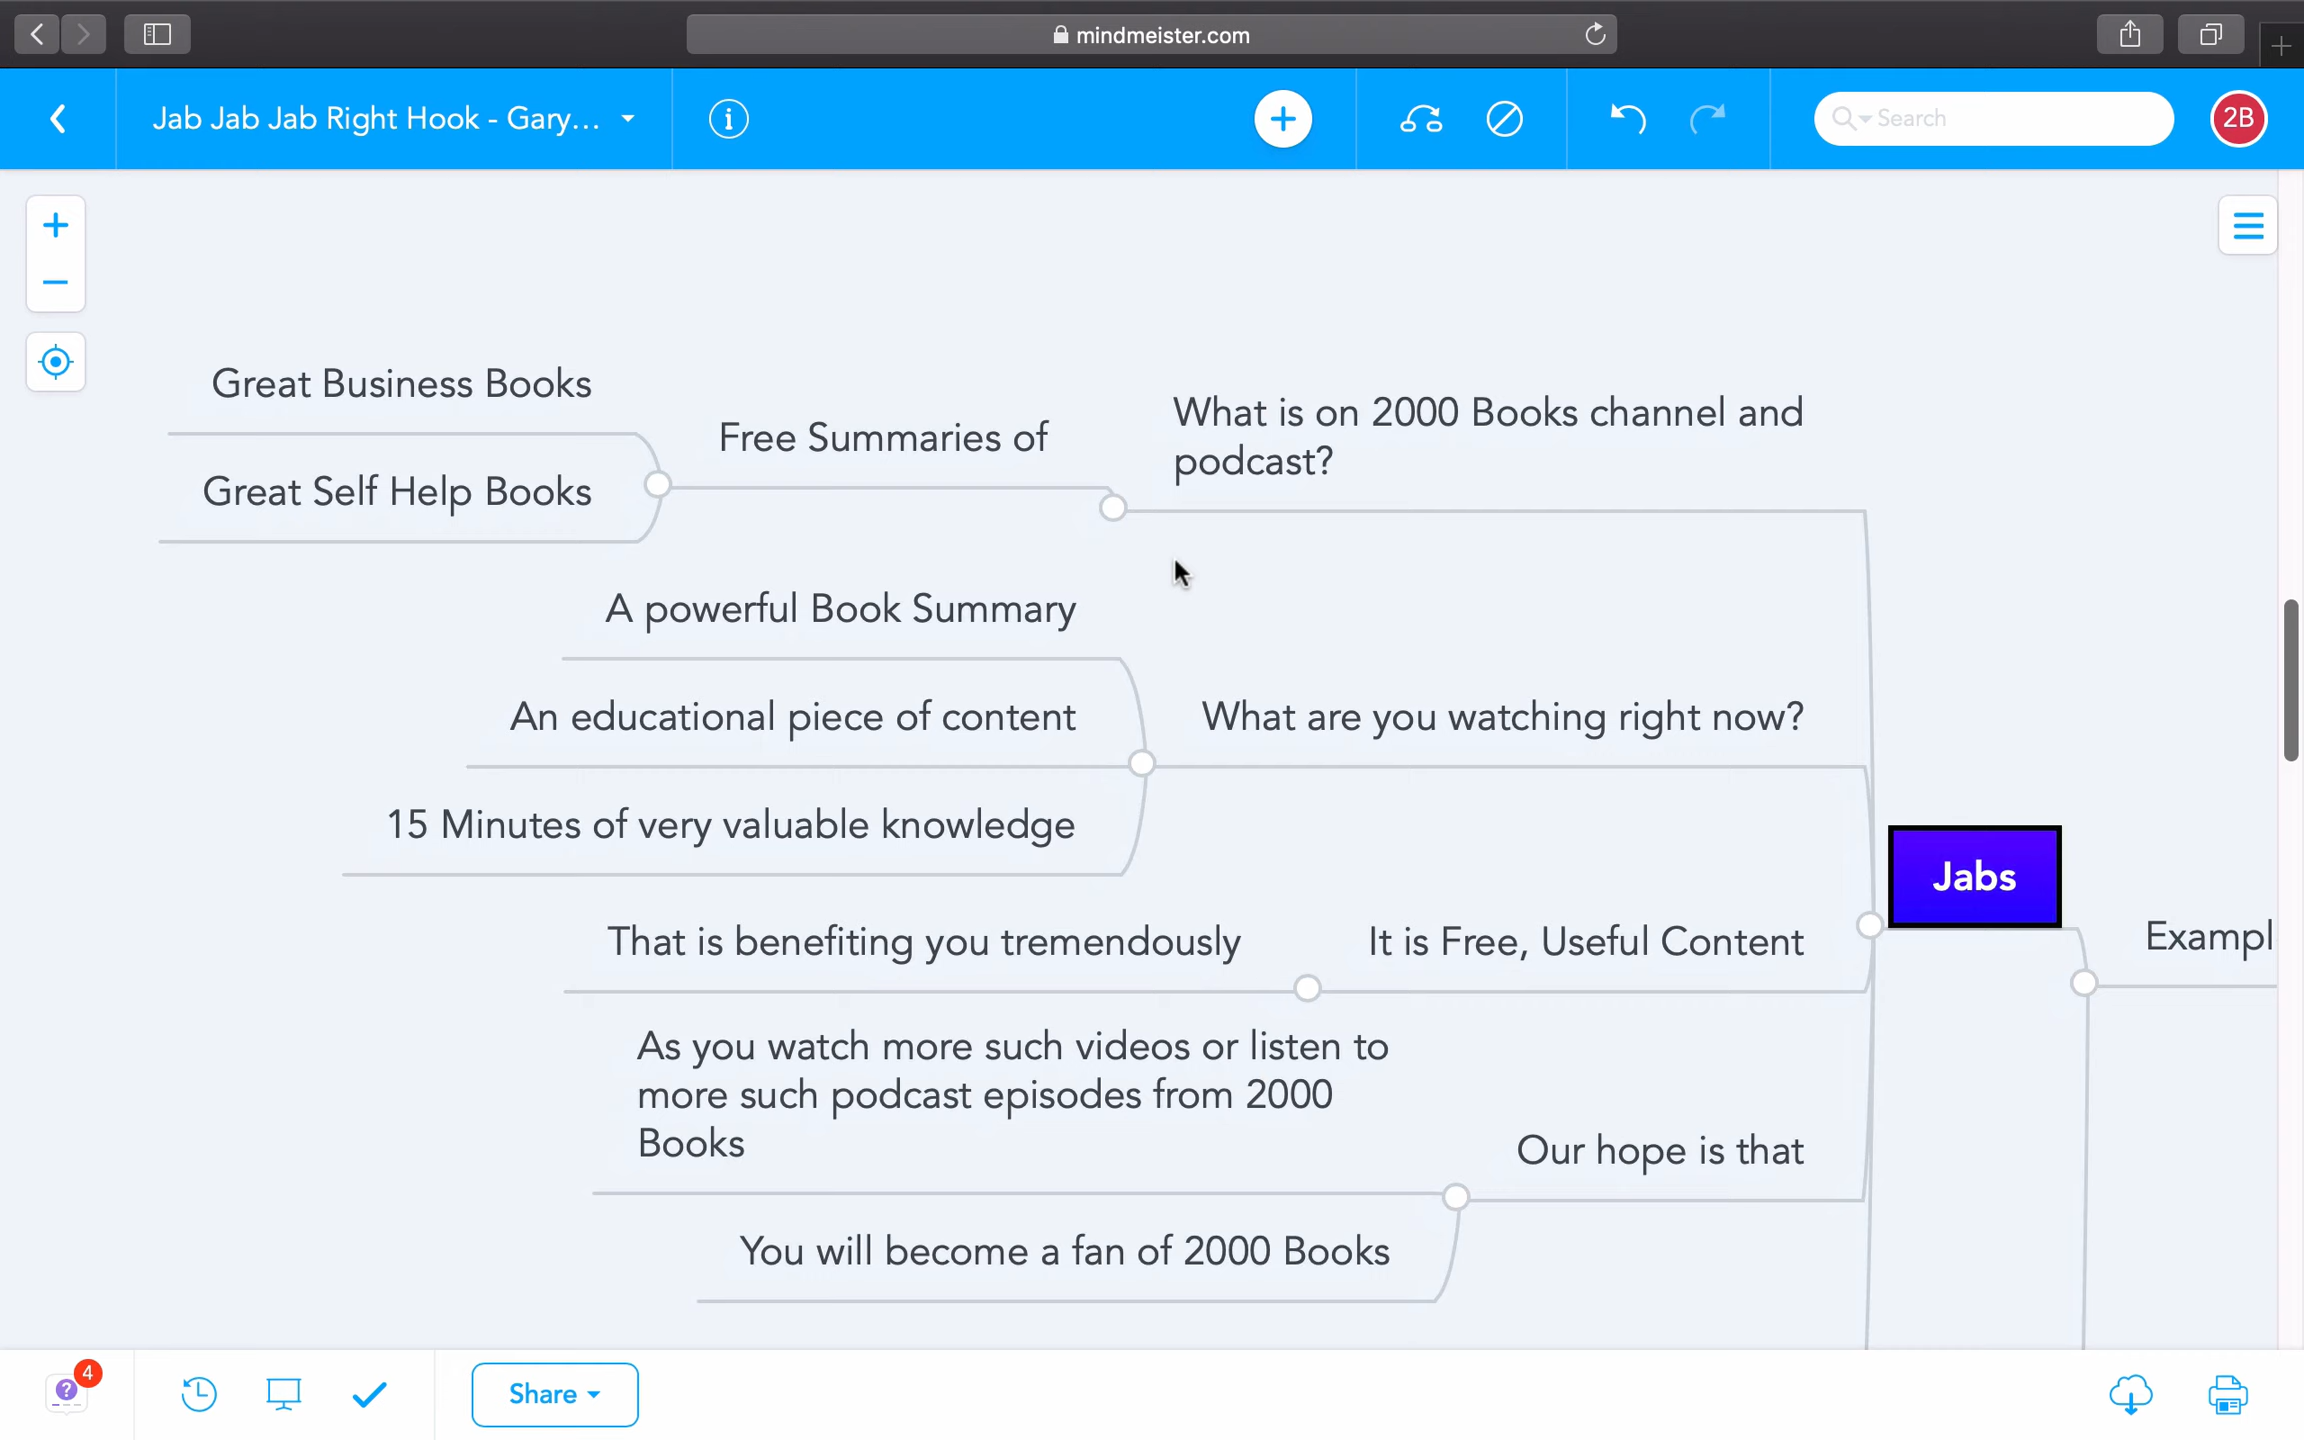 mindmeister.com
Jab Jab Jab Right Hook - Gary...
Search
2B
Great Business Books
Great Self Help Books
Free Summaries of
What is on 2000 Books channel and
podcast?
A powerful Book Summary
An educational piece of content
15 Minutes of very valuable knowledge
What are you watching right now?
Jabs
Exampl
That is benefiting you tremendously
It is Free, Useful Content
As you watch more such videos or listen to
more such podcast episodes from 2000
Books
You will become a fan of 2000 Books
Our hope is that
4
?
Share